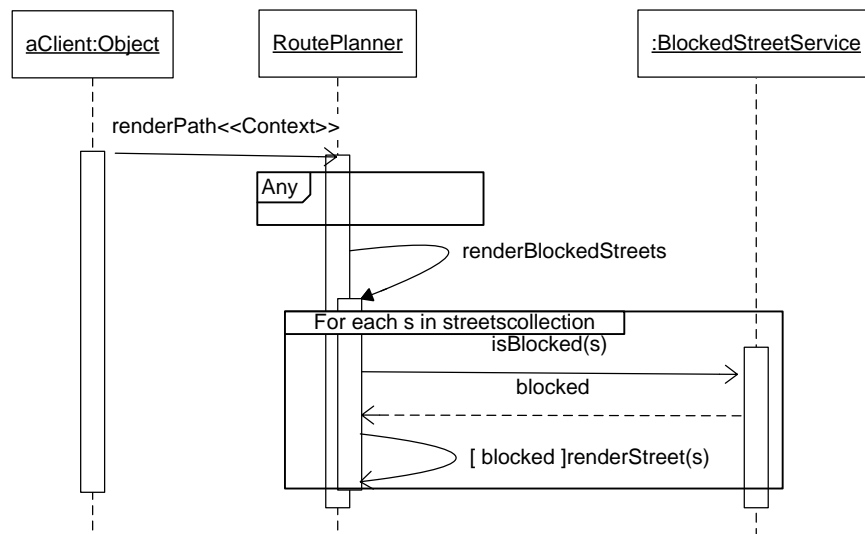 aClient:Object
RoutePlanner
:BlockedStreetService
renderPath<<Context>>
Any
renderBlockedStreets
For each s in streetscollection
isBlocked(s)
blocked
[ blocked ]renderStreet(s)